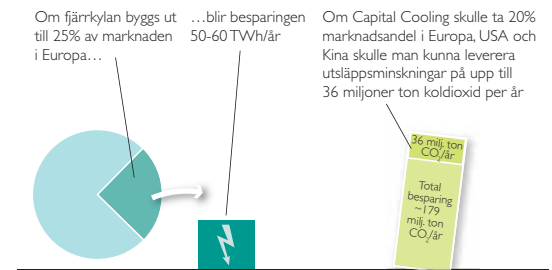 Om fjärrkylan byggs ut
till 25% av marknaden
i Europa…
…blir besparingen
50-60 TWh/år
Om Capital Cooling skulle ta 20%
marknadsandel i Europa, USA och
Kina skulle man kunna leverera
utsläppsminskningar på upp till
36 miljoner ton koldioxid per år
36 milj. ton
CO₂/år
Total
besparing
~179
milj. ton
CO₂/år